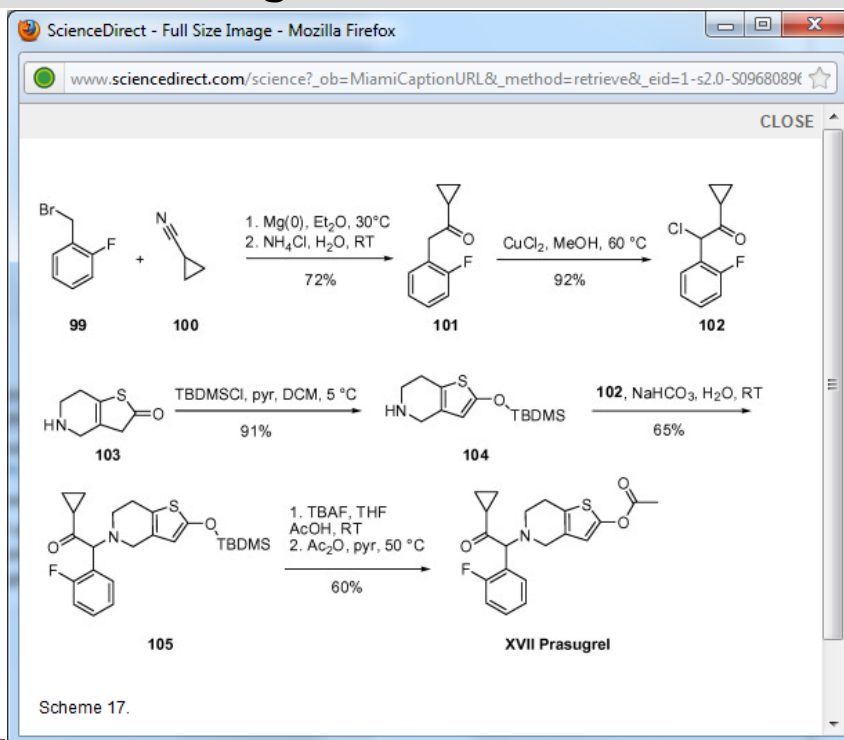 ScienceDirect - Full Size Image - Mozilla Firefox
www.sciencedirect.com/science?_ob=MiamiCaptionURL&_method=retrieve&_eid=1-s2.0-S09680896
CLOSE
Br
F
+
N
1. Mg(0), Et₂O, 30°C
2. NH₄Cl, H₂O, RT
72%
O
F
CuCl₂, MeOH, 60 °C
92%
Cl
O
F
99
100
101
102
HN
S
O
TBDMSCl, pyr, DCM, 5 °C
91%
HN
S
O
TBDMS
102, NaHCO₃, H₂O, RT
65%
103
104
O
N
S
O
TBDMS
F
1. TBAF, THF
AcOH, RT
2. Ac₂O, pyr, 50 °C
60%
O
N
S
O
O
F
105
XVII Prasugrel
Scheme 17.